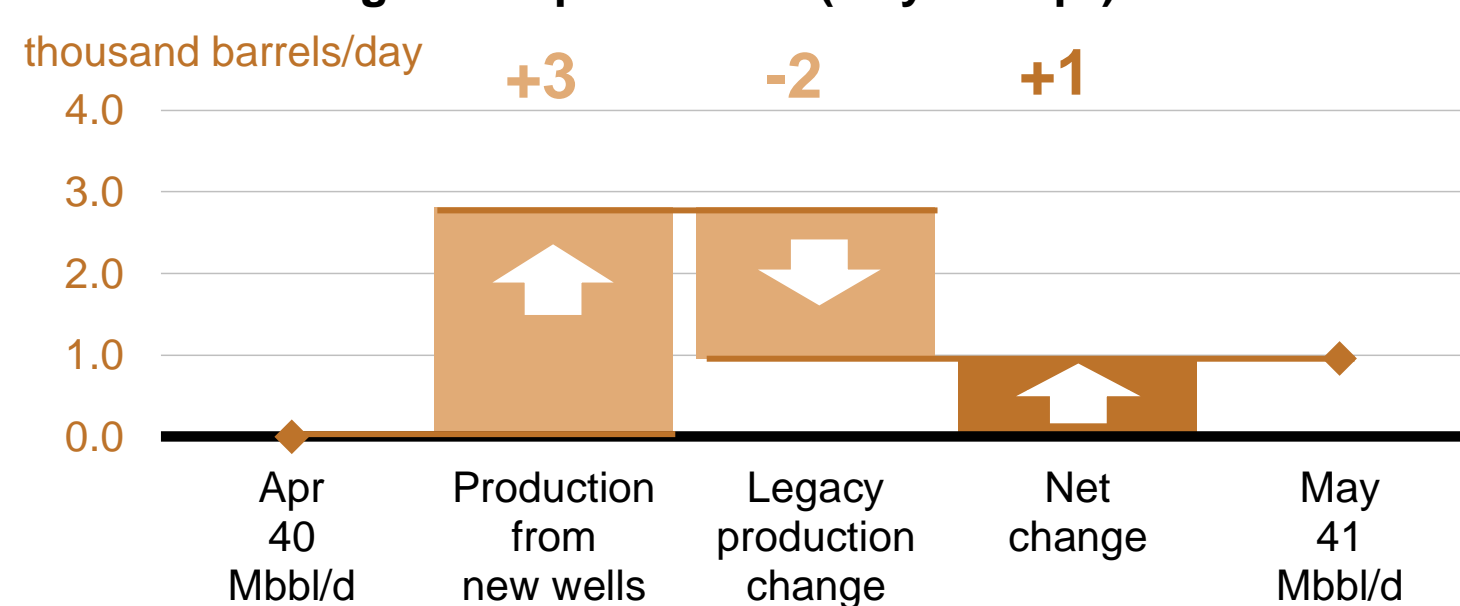 thousand barrels/day
+3
-2
+1
4.0
3.0
2.0
1.0
0.0
Apr
40
Mbbl/d
Production
from
new wells
Legacy
production
change
Net
change
May
41
Mbbl/d